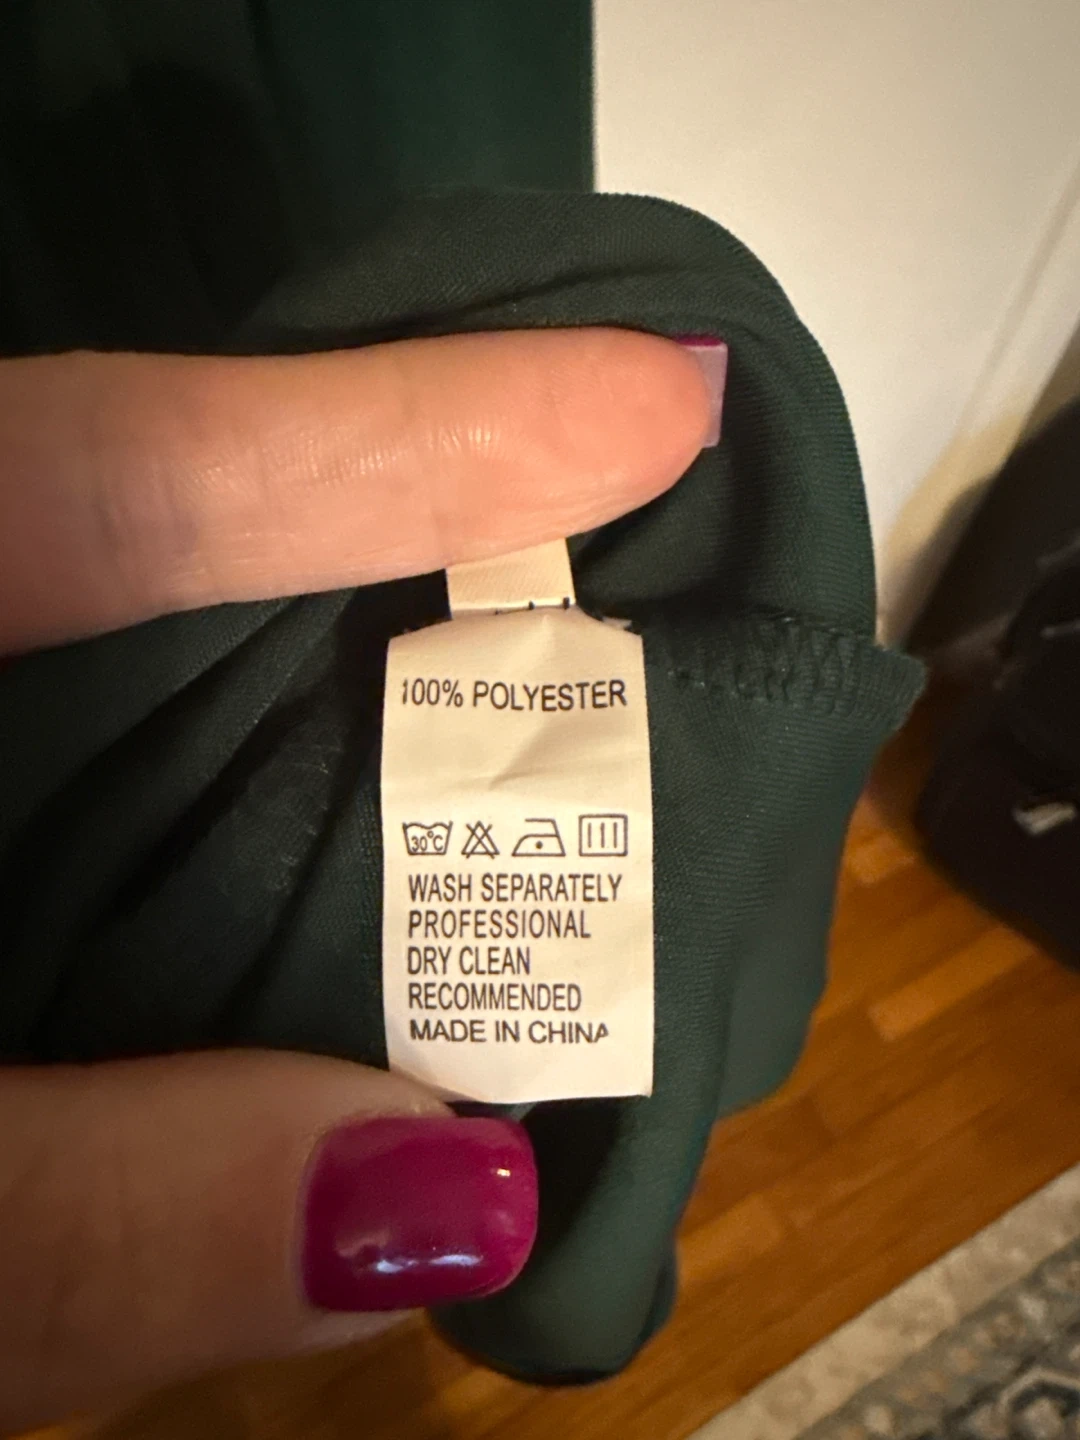 100% POLYESTER
30°C
WASH SEPARATELY
PROFESSIONAL
DRY CLEAN
RECOMMENDED
MADE IN CHINA